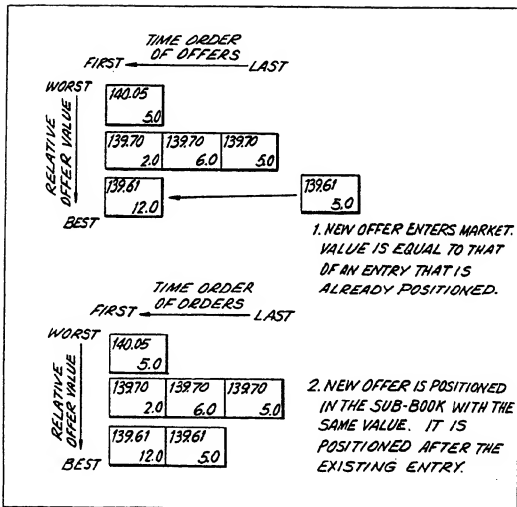 TIME ORDER
OF OFFERS
FIRST LAST
WORST
RELATIVE
OFFER VALUE
BEST
140.05
5.0
139.70 139.70 139.70
2.0 6.0 5.0
139.61 139.61
12.0 5.0
1. NEW OFFER ENTERS MARKET.
VALUE IS EQUAL TO THAT
OF AN ENTRY THAT IS
ALREADY POSITIONED.
TIME ORDER
OF ORDERS
FIRST LAST
WORST
RELATIVE
OFFER VALUE
BEST
140.05
5.0
139.70 139.70 139.70
2.0 6.0 5.0
139.61 139.61
12.0 5.0
2. NEW OFFER IS POSITIONED
IN THE SUB-BOOK WITH THE
SAME VALUE. IT IS
POSITIONED AFTER THE
EXISTING ENTRY.